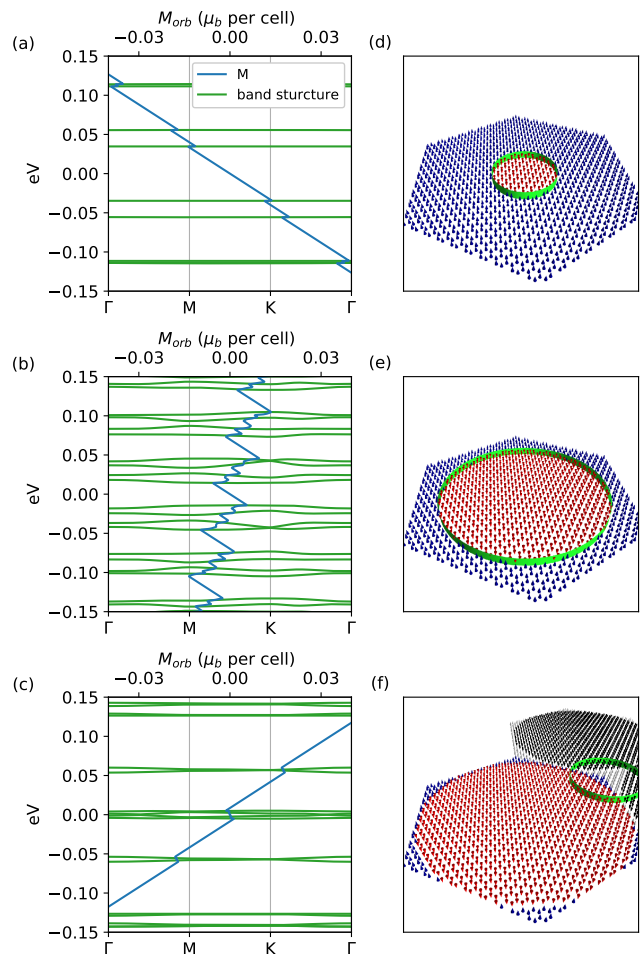 M_orb (μ_b per cell)
(a)
−0.03 0.00 0.03
0.15
0.10
0.05
0.00
−0.05
−0.10
−0.15
eV
M
band sturcture
Γ M K Γ
(d)
M_orb (μ_b per cell)
(b)
−0.03 0.00 0.03
0.15
0.10
0.05
0.00
−0.05
−0.10
−0.15
eV
Γ M K Γ
(e)
M_orb (μ_b per cell)
(c)
−0.03 0.00 0.03
0.15
0.10
0.05
0.00
−0.05
−0.10
−0.15
eV
Γ M K Γ
(f)